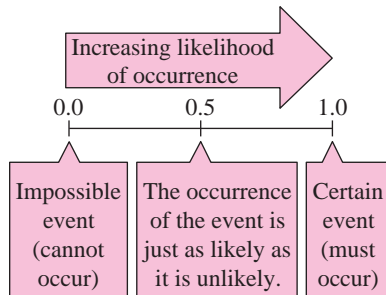 Increasing likelihood
of occurrence
0.0 0.5 1.0
Impossible
event
(cannot
occur)
The occurrence
of the event is
just as likely as
it is unlikely.
Certain
event
(must
occur)